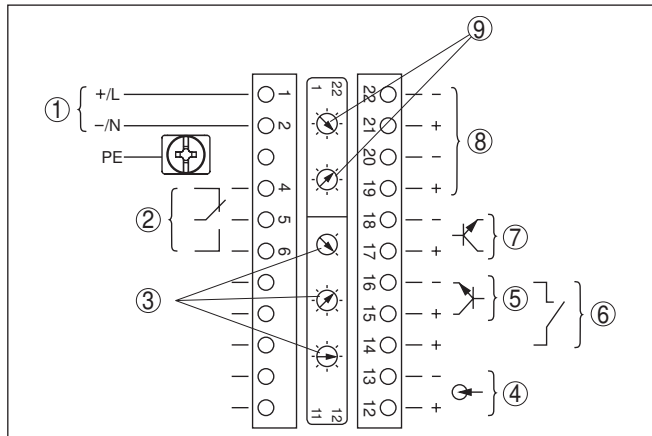 ⑨
① +/L 1 1 22 22 −
−/N 2 21 +
PE 20 −
⑧
4 19 +
② 5 18 −
⑦
6 17 +
16 −
③ ⑤ ⑥
15 +
14 +
13 −
④
11 12 12 +